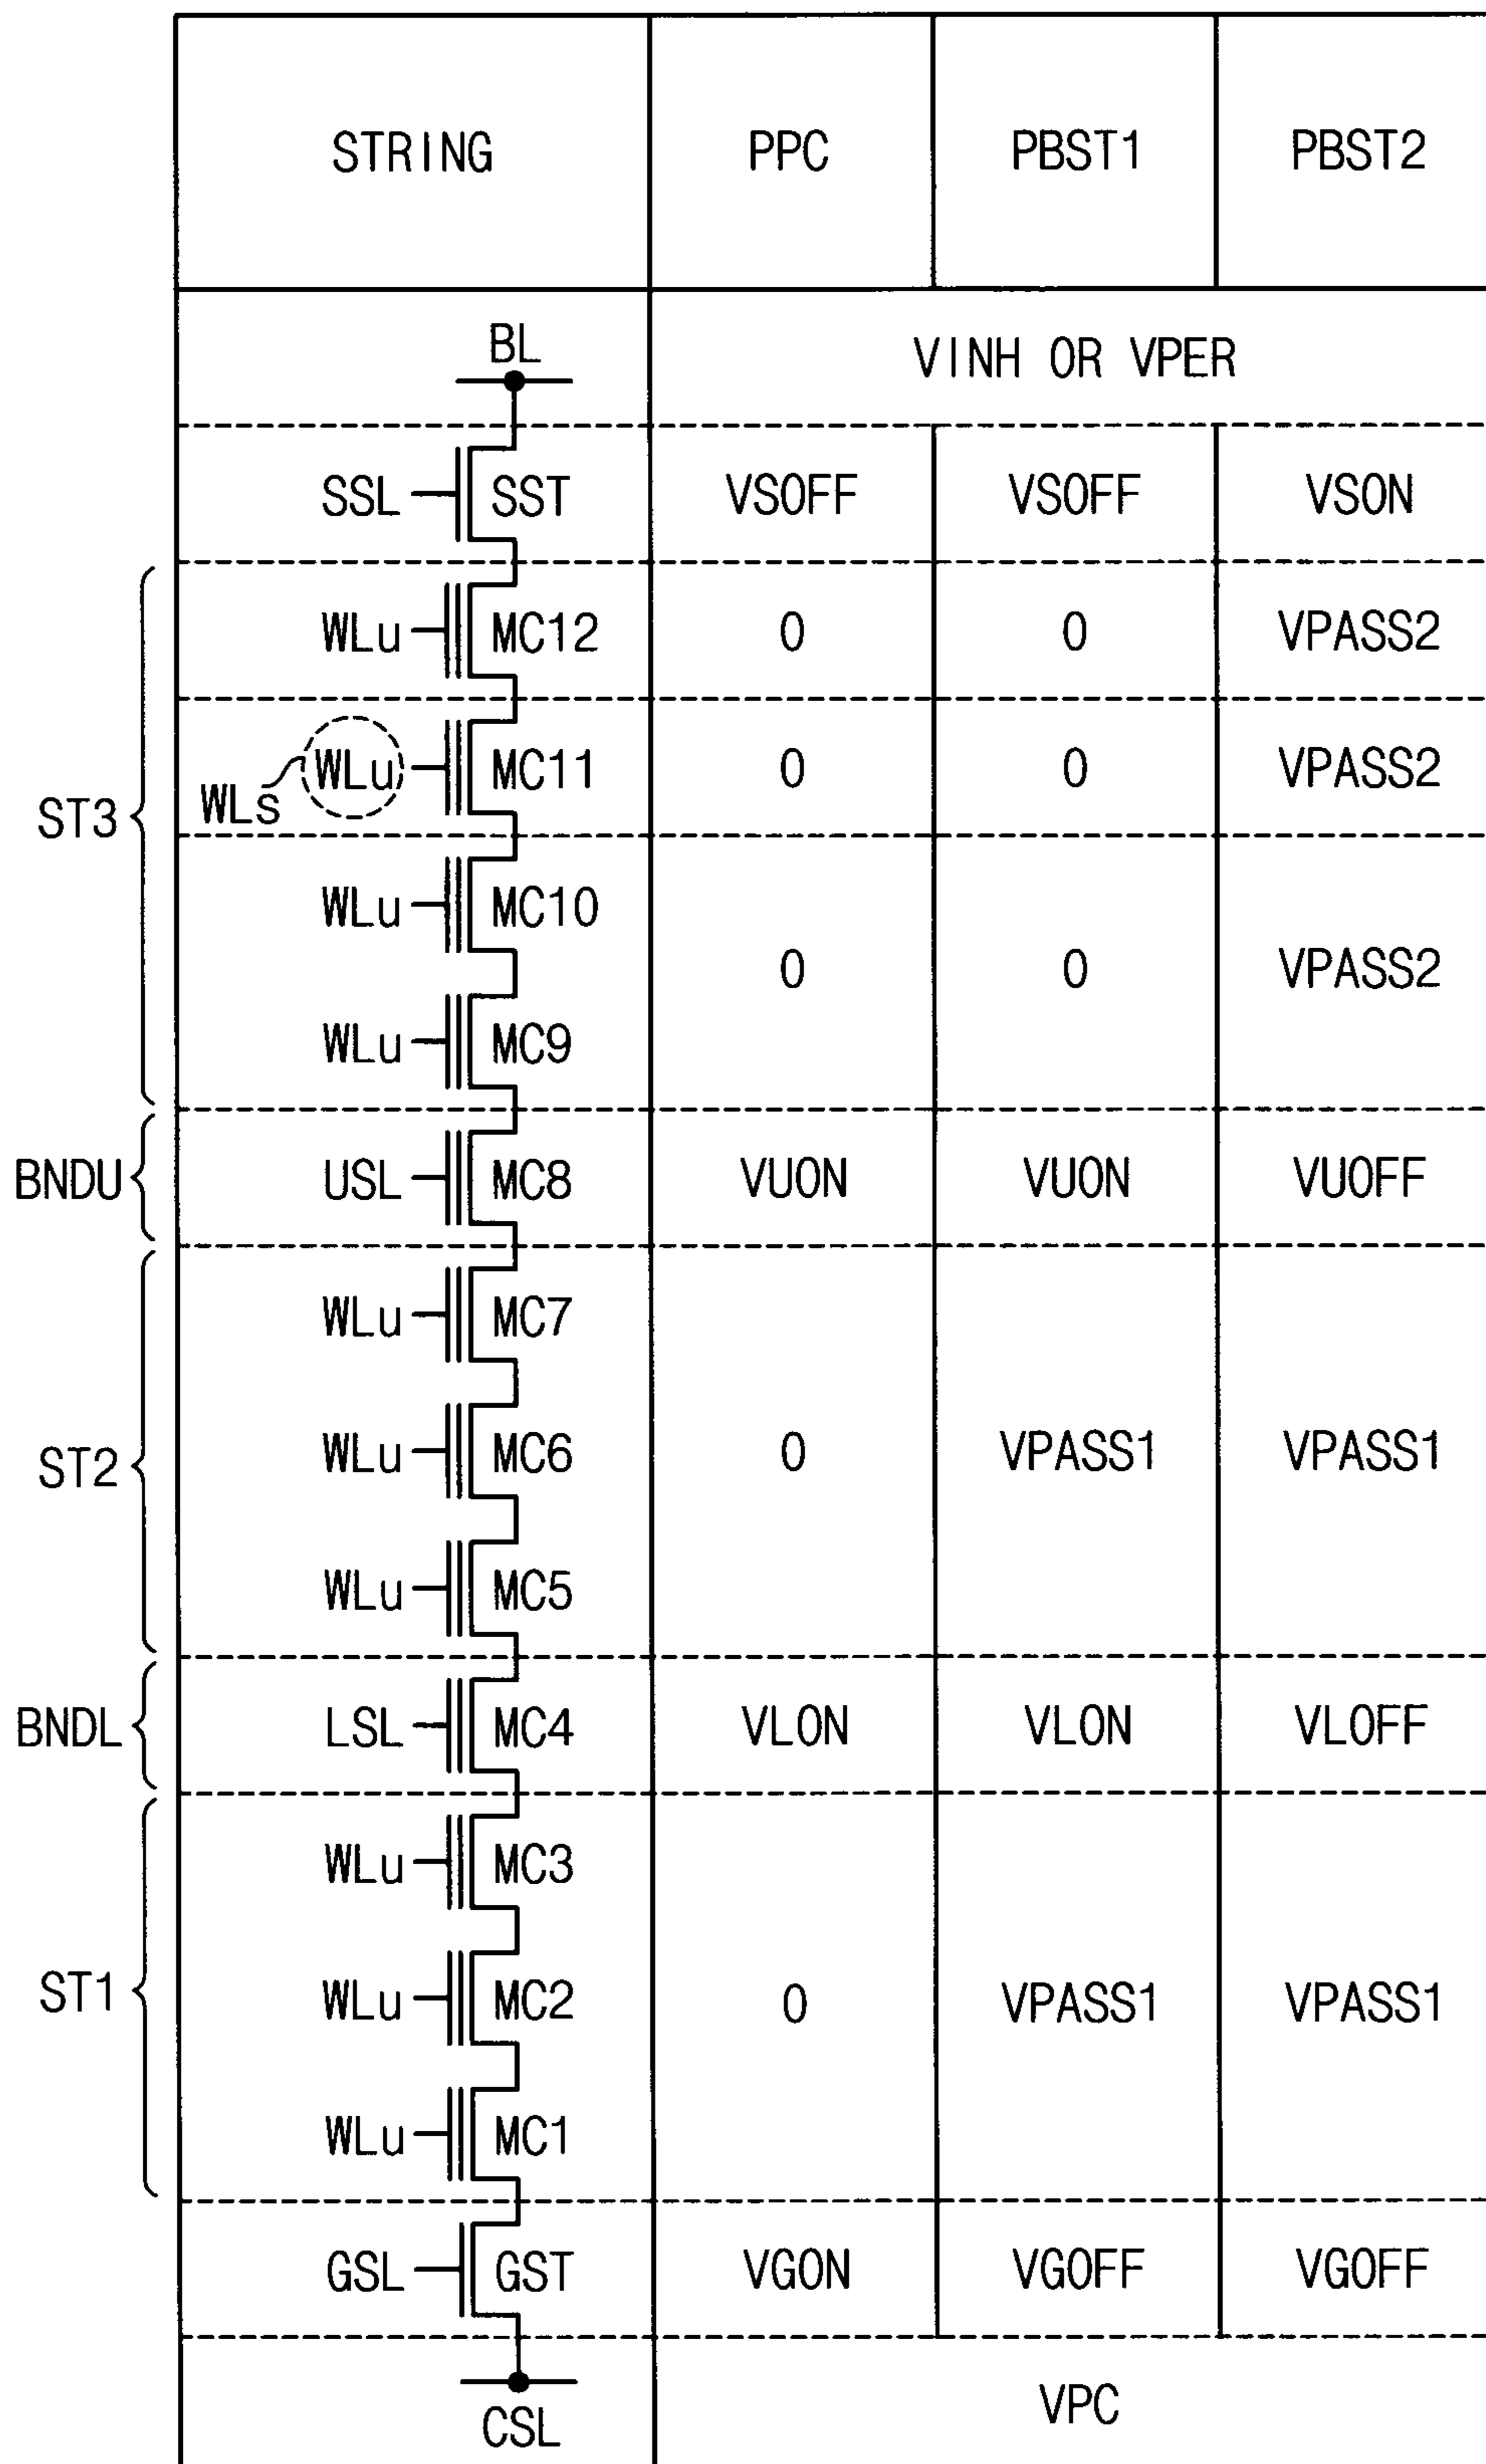 STRING PPC PBST1 PBST2
BL VINH OR VPER
SSL SST VSOFF VSOFF VSON
WLu MC12 0 0 VPASS2
WLu MC11 0 0 VPASS2
ST3 WLs
WLu MC10
0 0 VPASS2
WLu MC9
BNDU USL MC8 VUON VUON VUOFF
WLu MC7
ST2 WLu MC6 0 VPASS1 VPASS1
WLu MC5
BNDL LSL MC4 VLON VLON VLOFF
WLu MC3
ST1 WLu MC2 0 VPASS1 VPASS1
WLu MC1
GSL GST VGON VGOFF VGOFF
CSL VPC